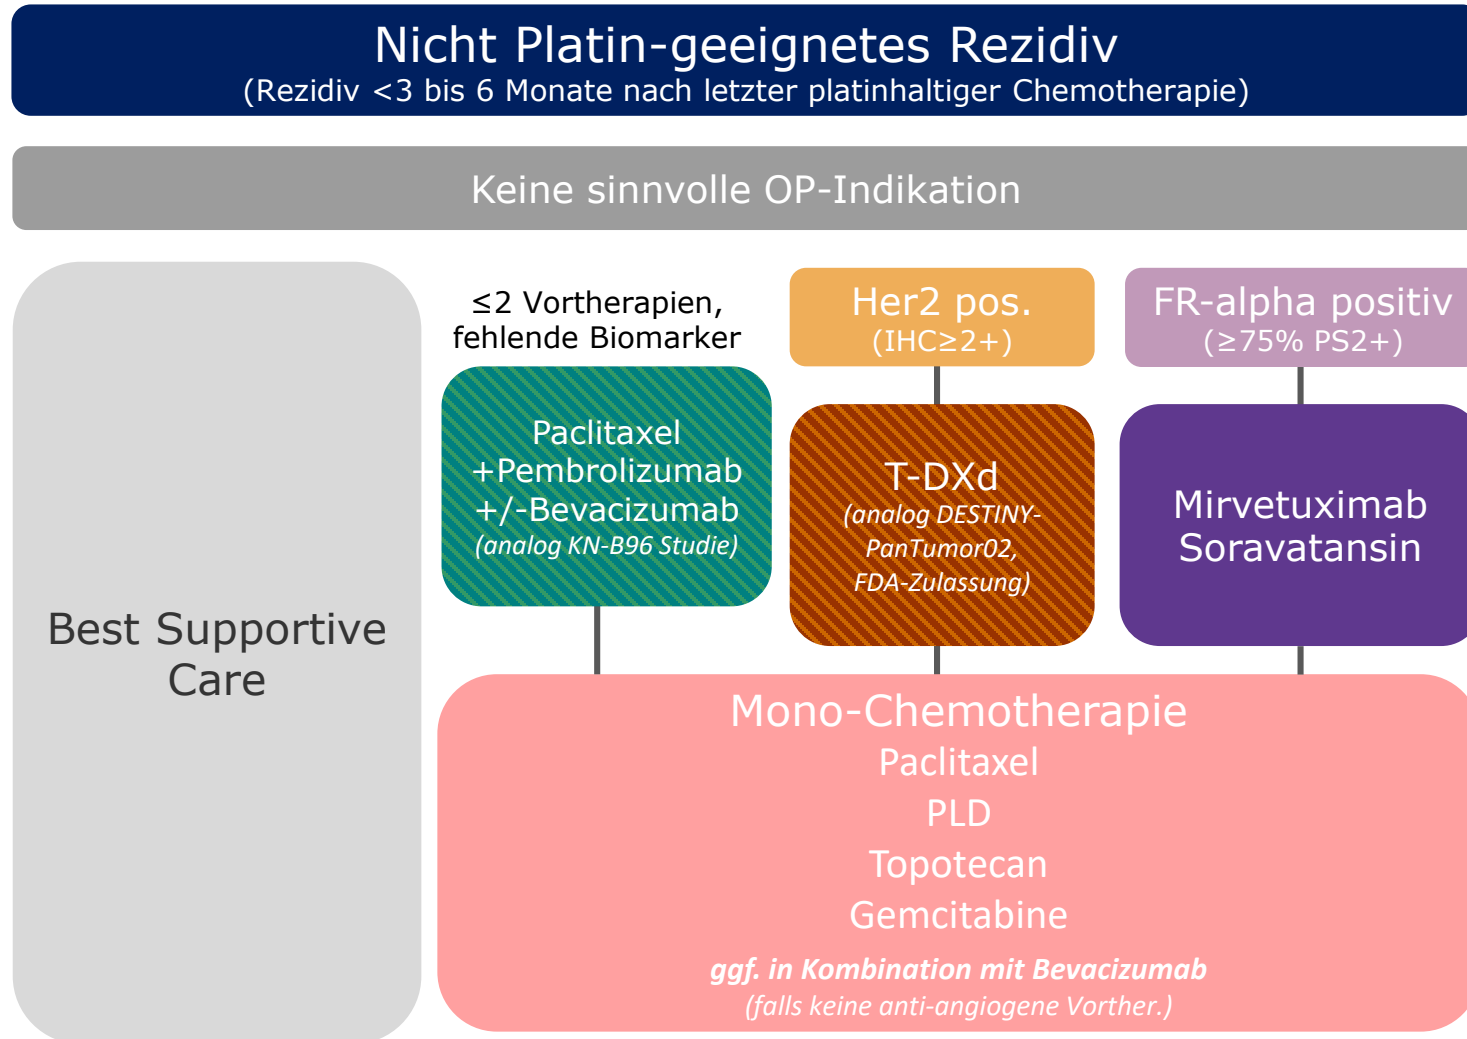 Nicht Platin-geeignetes Rezidiv
(Rezidiv <3 bis 6 Monate nach letzter platinhaltiger Chemotherapie)
Keine sinnvolle OP-Indikation
Best Supportive
Care
≤2 Vortherapien,
fehlende Biomarker
Paclitaxel
+Pembrolizumab
+/-Bevacizumab
(analog KN-B96 Studie)
Her2 pos.
(IHC≥2+)
T-DXd
(analog DESTINY-
PanTumor02,
FDA-Zulassung)
FR-alpha positiv
(≥75% PS2+)
Mirvetuximab
Soravatansin
Mono-Chemotherapie
Paclitaxel
PLD
Topotecan
Gemcitabine
ggf. in Kombination mit Bevacizumab
(falls keine anti-angiogene Vorther.)